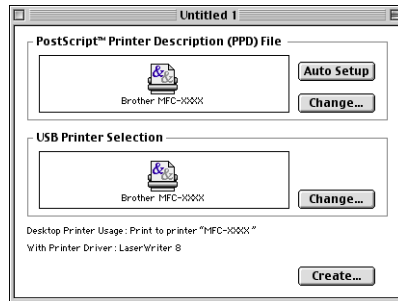 Untitled 1
PostScript™ Printer Description (PPD) File
Auto Setup
Brother MFC-XXXX
Change...
USB Printer Selection
Brother MFC-XXXX
Change...
Desktop Printer Usage: Print to printer "MFC-XXXX "
With Printer Driver: LaserWriter 8
Create...